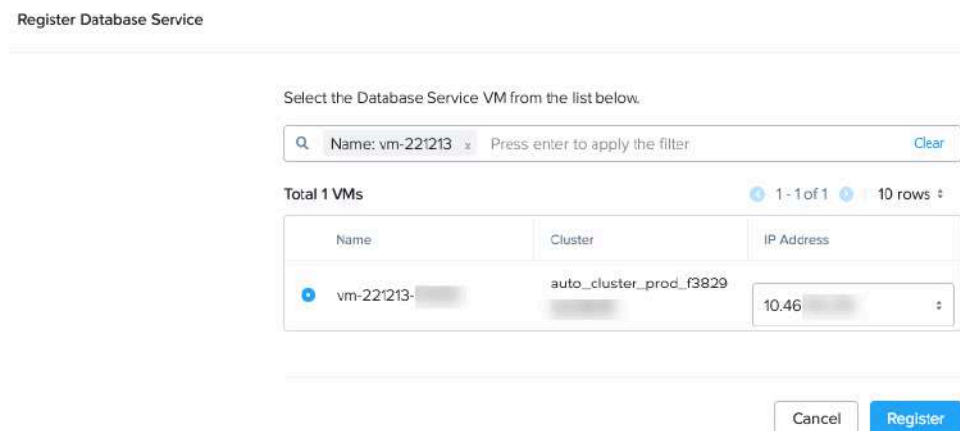 Register Database Service
Select the Database Service VM from the list below.
Name: vm-221213 x Press enter to apply the filter Clear
Total 1 VMs 1 - 1 of 1 10 rows
Name Cluster IP Address
auto_cluster_prod_f3829
vm-221213-
10.46
Cancel Register